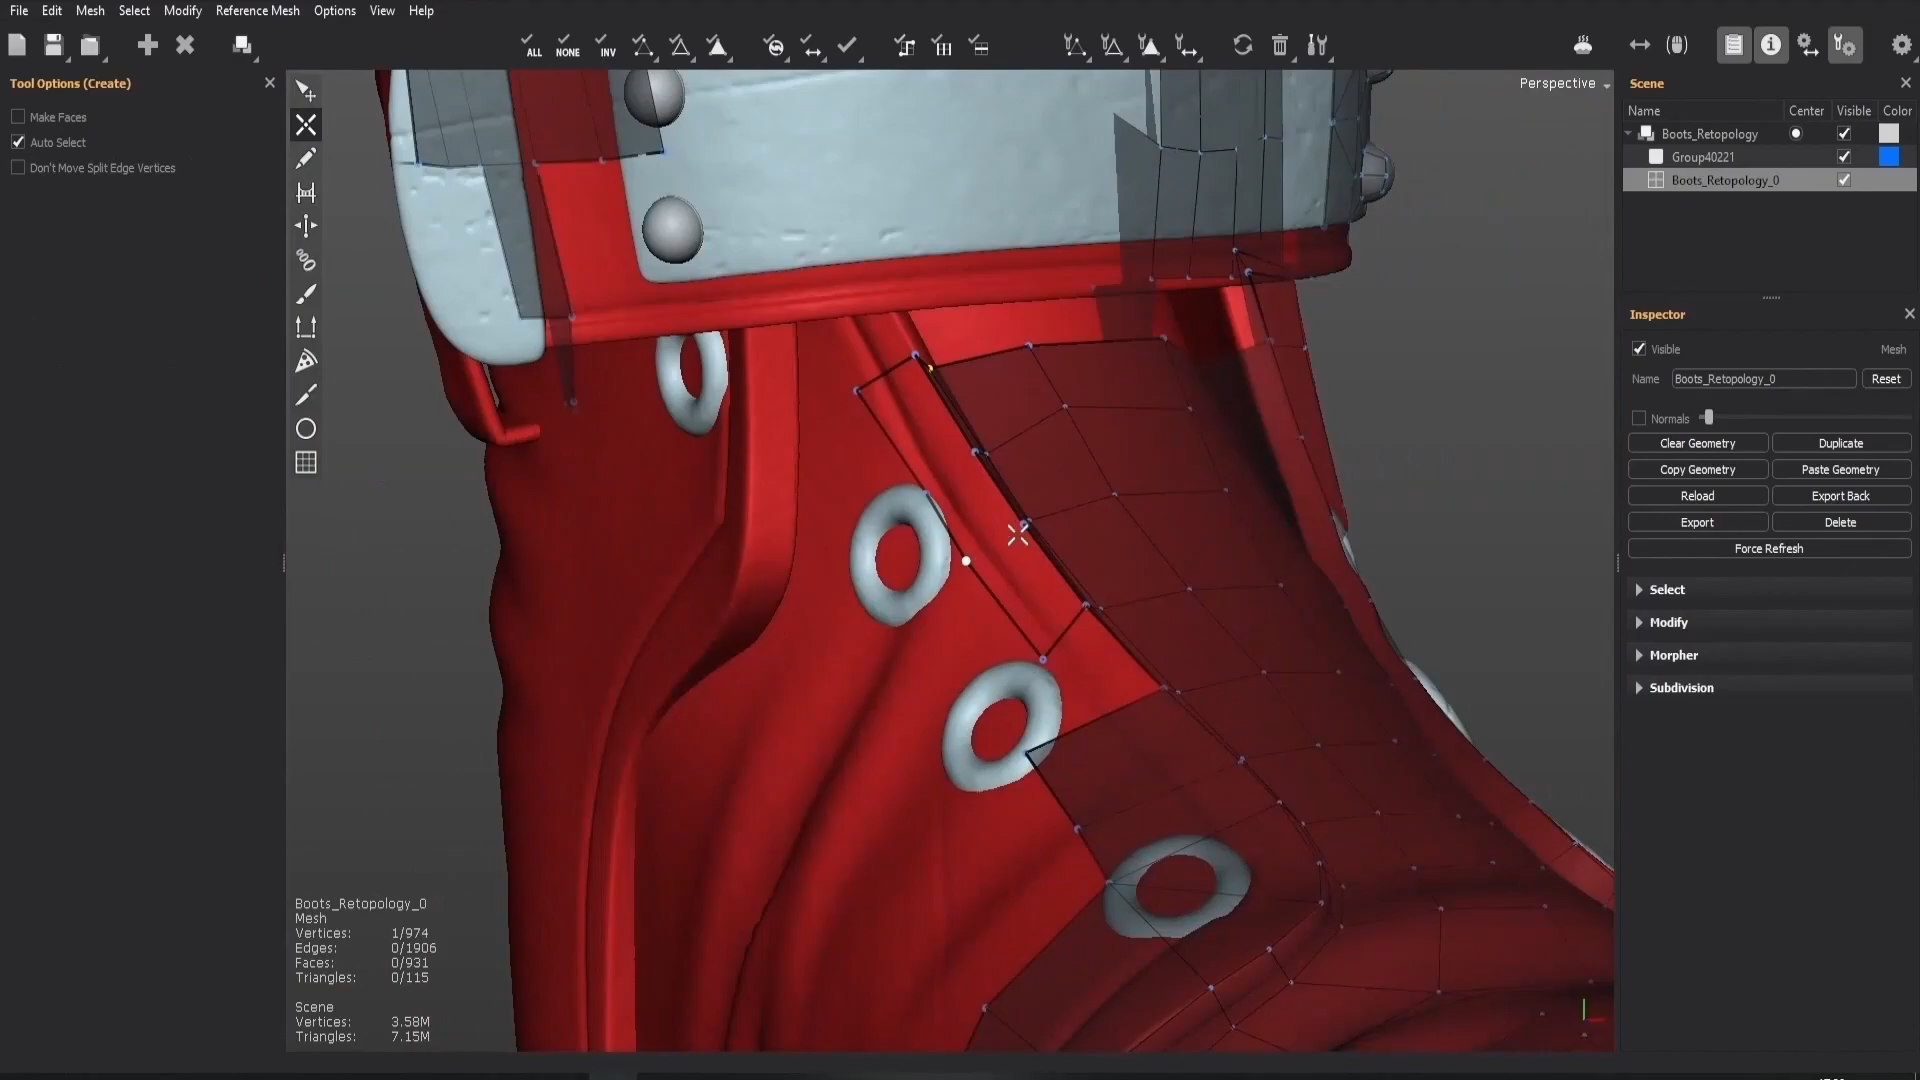 File Edit Mesh Select Modify Reference Mesh Options View Help
ALL NONE INV
Tool Options (Create)
Make Faces
Auto Select
Don't Move Split Edge Vertices
Perspective
Boots_Retopology_0
Mesh
Vertices: 1/974
Edges: 0/1906
Faces: 0/931
Triangles: 0/115
Scene
Vertices: 3.58M
Triangles: 7.15M
Scene
Name Center Visible Color
Boots_Retopology
Group40221
Boots_Retopology_0
Inspector
Visible Mesh
Name Boots_Retopology_0 Reset
Normals
Clear Geometry Duplicate
Copy Geometry Paste Geometry
Reload Export Back
Export Delete
Force Refresh
Select
Modify
Morpher
Subdivision